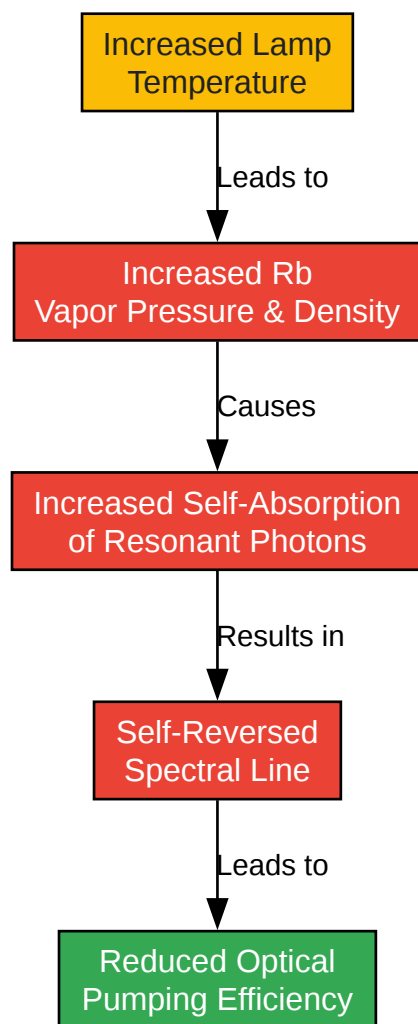 Increased Lamp
Temperature
Leads to
Increased Rb
Vapor Pressure & Density
Causes
Increased Self-Absorption
of Resonant Photons
Results in
Self-Reversed
Spectral Line
Leads to
Reduced Optical
Pumping Efficiency